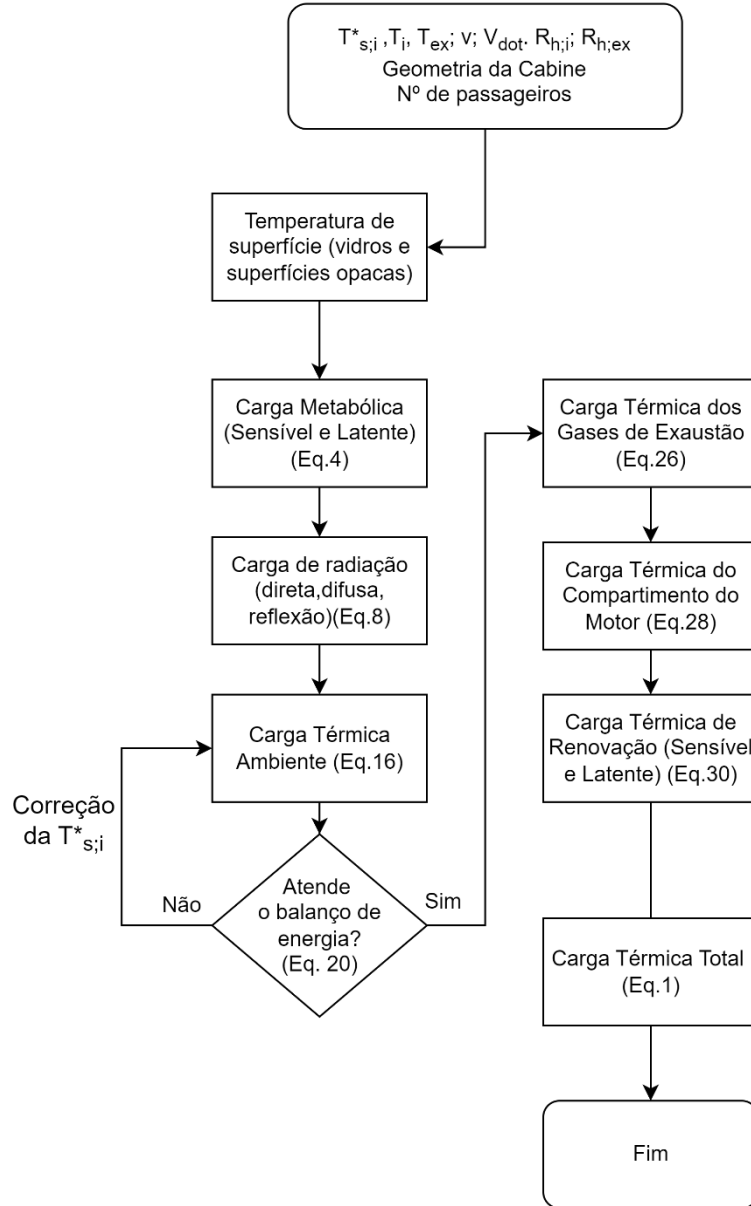 T*s;i ,Ti, Tex; v; Vdot. Rh;i; Rh;ex
Geometria da Cabine
Nº de passageiros
Temperatura de
superfície (vidros e
superfícies opacas)
Carga Metabólica
(Sensível e Latente)
(Eq.4)
Carga de radiação
(direta,difusa,
reflexão)(Eq.8)
Carga Térmica
Ambiente (Eq.16)
Correção
da T*s;i
Não
Atende
o balanço de
energia?
(Eq. 20)
Sim
Carga Térmica dos
Gases de Exaustão
(Eq.26)
Carga Térmica do
Compartimento do
Motor (Eq.28)
Carga Térmica de
Renovação (Sensível
e Latente) (Eq.30)
Carga Térmica Total
(Eq.1)
Fim